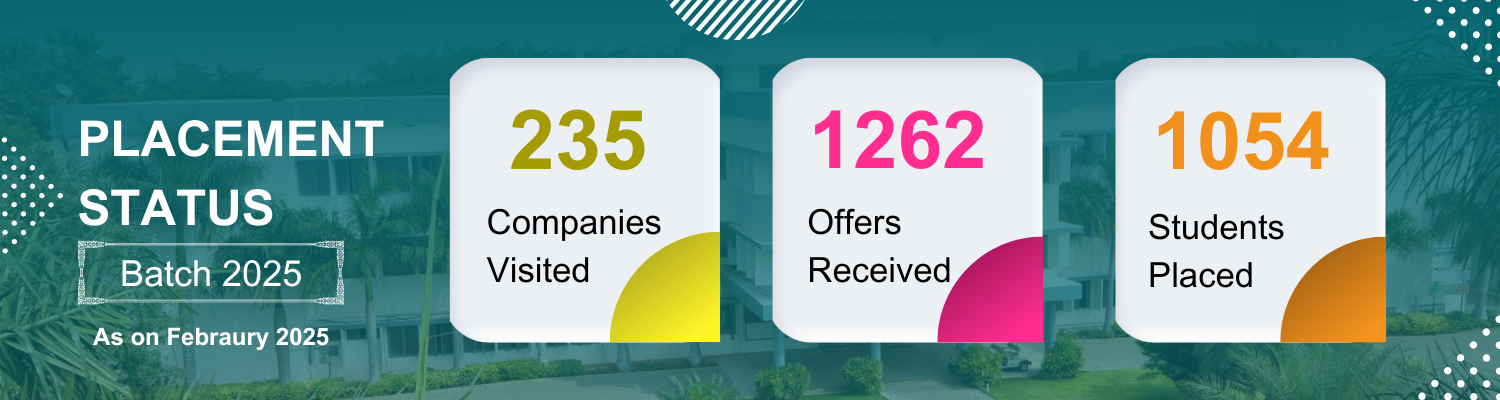 PLACEMENT
STATUS
Batch 2025
As on Febraury 2025
235
Companies
Visited
1262
Offers
Received
1054
Students
Placed